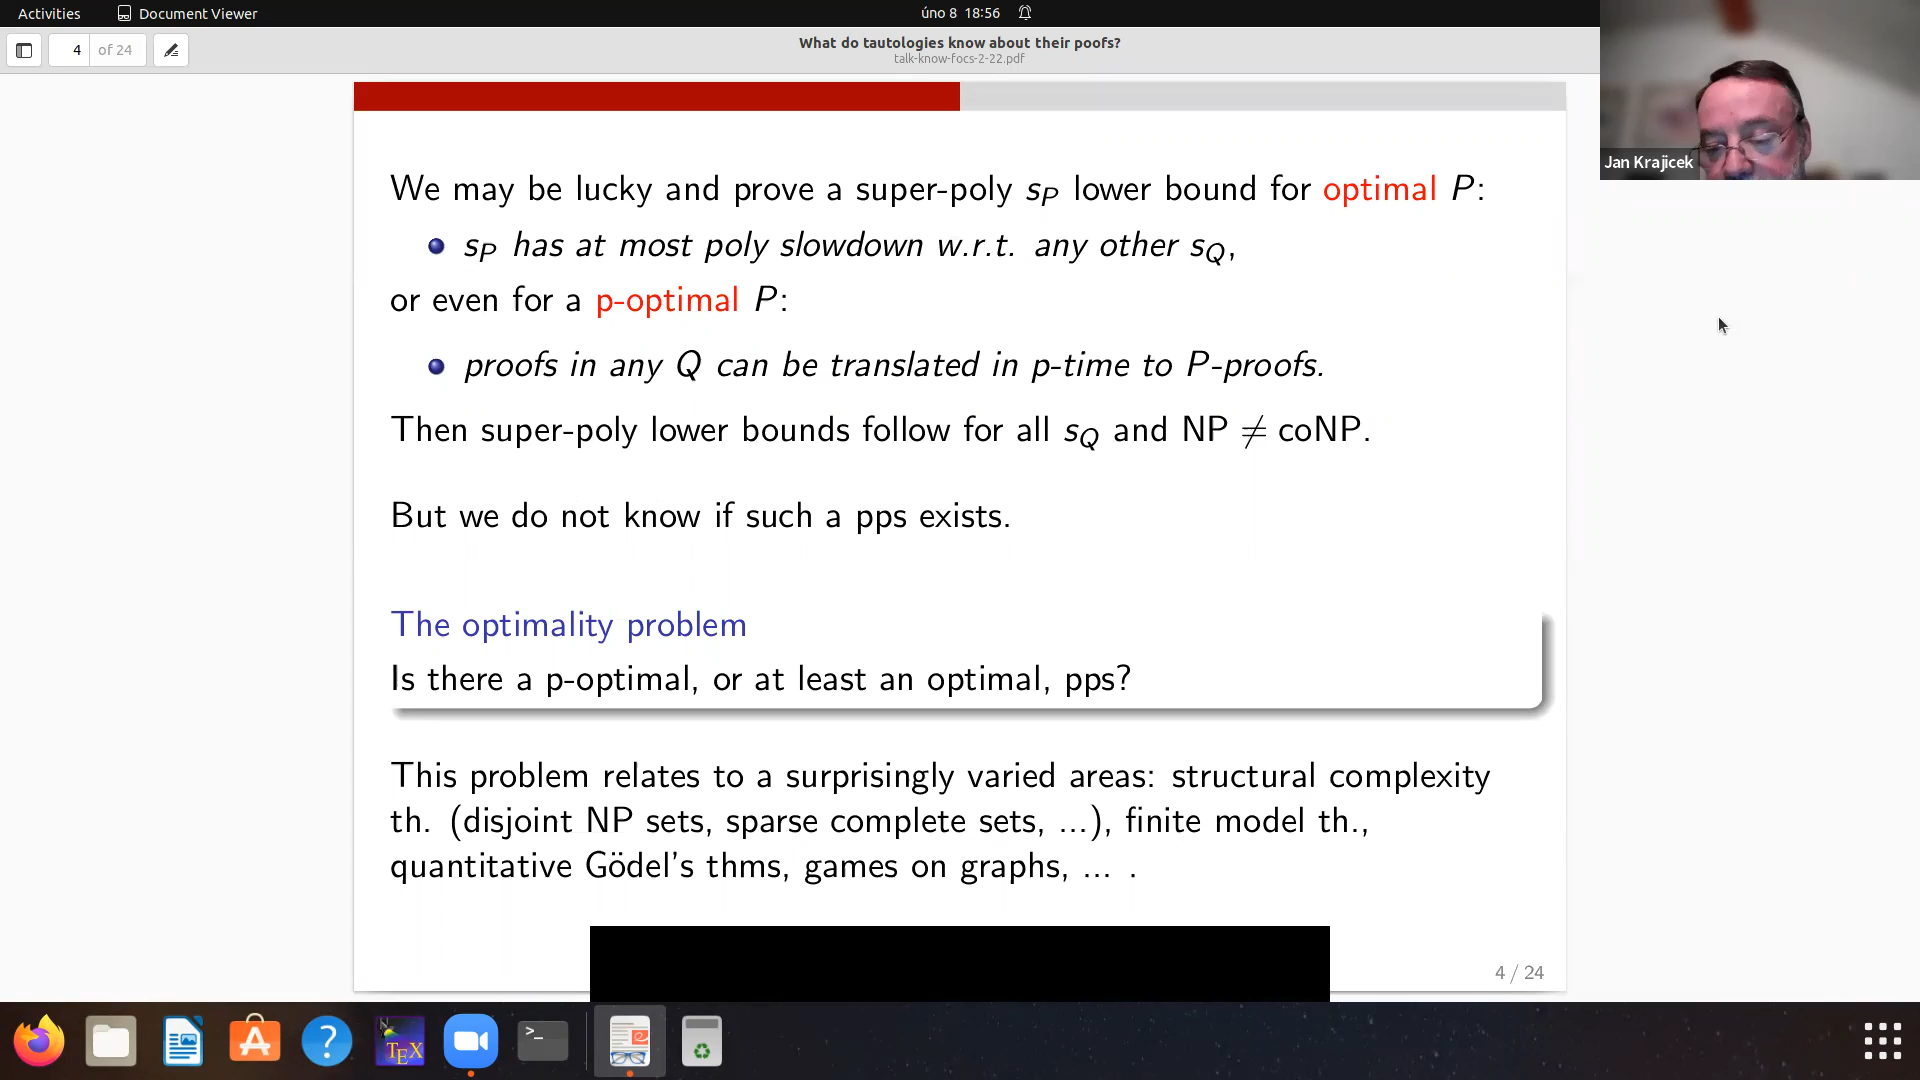 Activities
Document Viewer
úno 8 18:56
4 of 24
What do tautologies know about their poofs?
talk-know-focs-2-22.pdf
Jan Krajicek
We may be lucky and prove a super-poly s_P lower bound for optimal P:
s_P has at most poly slowdown w.r.t. any other s_Q,
or even for a p-optimal P:
proofs in any Q can be translated in p-time to P-proofs.
Then super-poly lower bounds follow for all s_Q and NP ≠ coNP.
But we do not know if such a pps exists.
The optimality problem
Is there a p-optimal, or at least an optimal, pps?
This problem relates to a surprisingly varied areas: structural complexity
th. (disjoint NP sets, sparse complete sets, ...), finite model th.,
quantitative Gödel's thms, games on graphs, ... .
4 / 24
A
?
TEX
>_